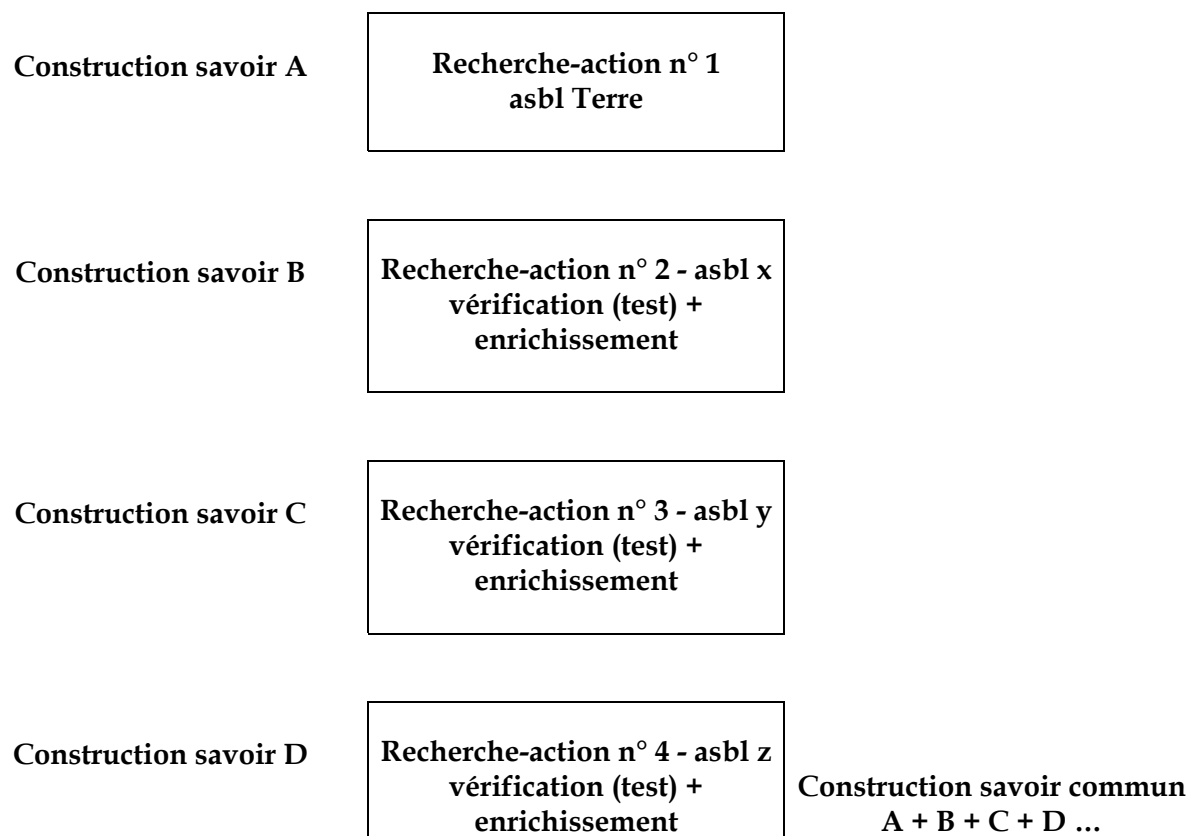 Construction savoir A
Recherche-action n° 1
asbl Terre
Construction savoir B
Recherche-action n° 2 - asbl x
vérification (test) +
enrichissement
Construction savoir C
Recherche-action n° 3 - asbl y
vérification (test) +
enrichissement
Construction savoir D
Recherche-action n° 4 - asbl z
vérification (test) +
enrichissement
Construction savoir commun
A + B + C + D ...